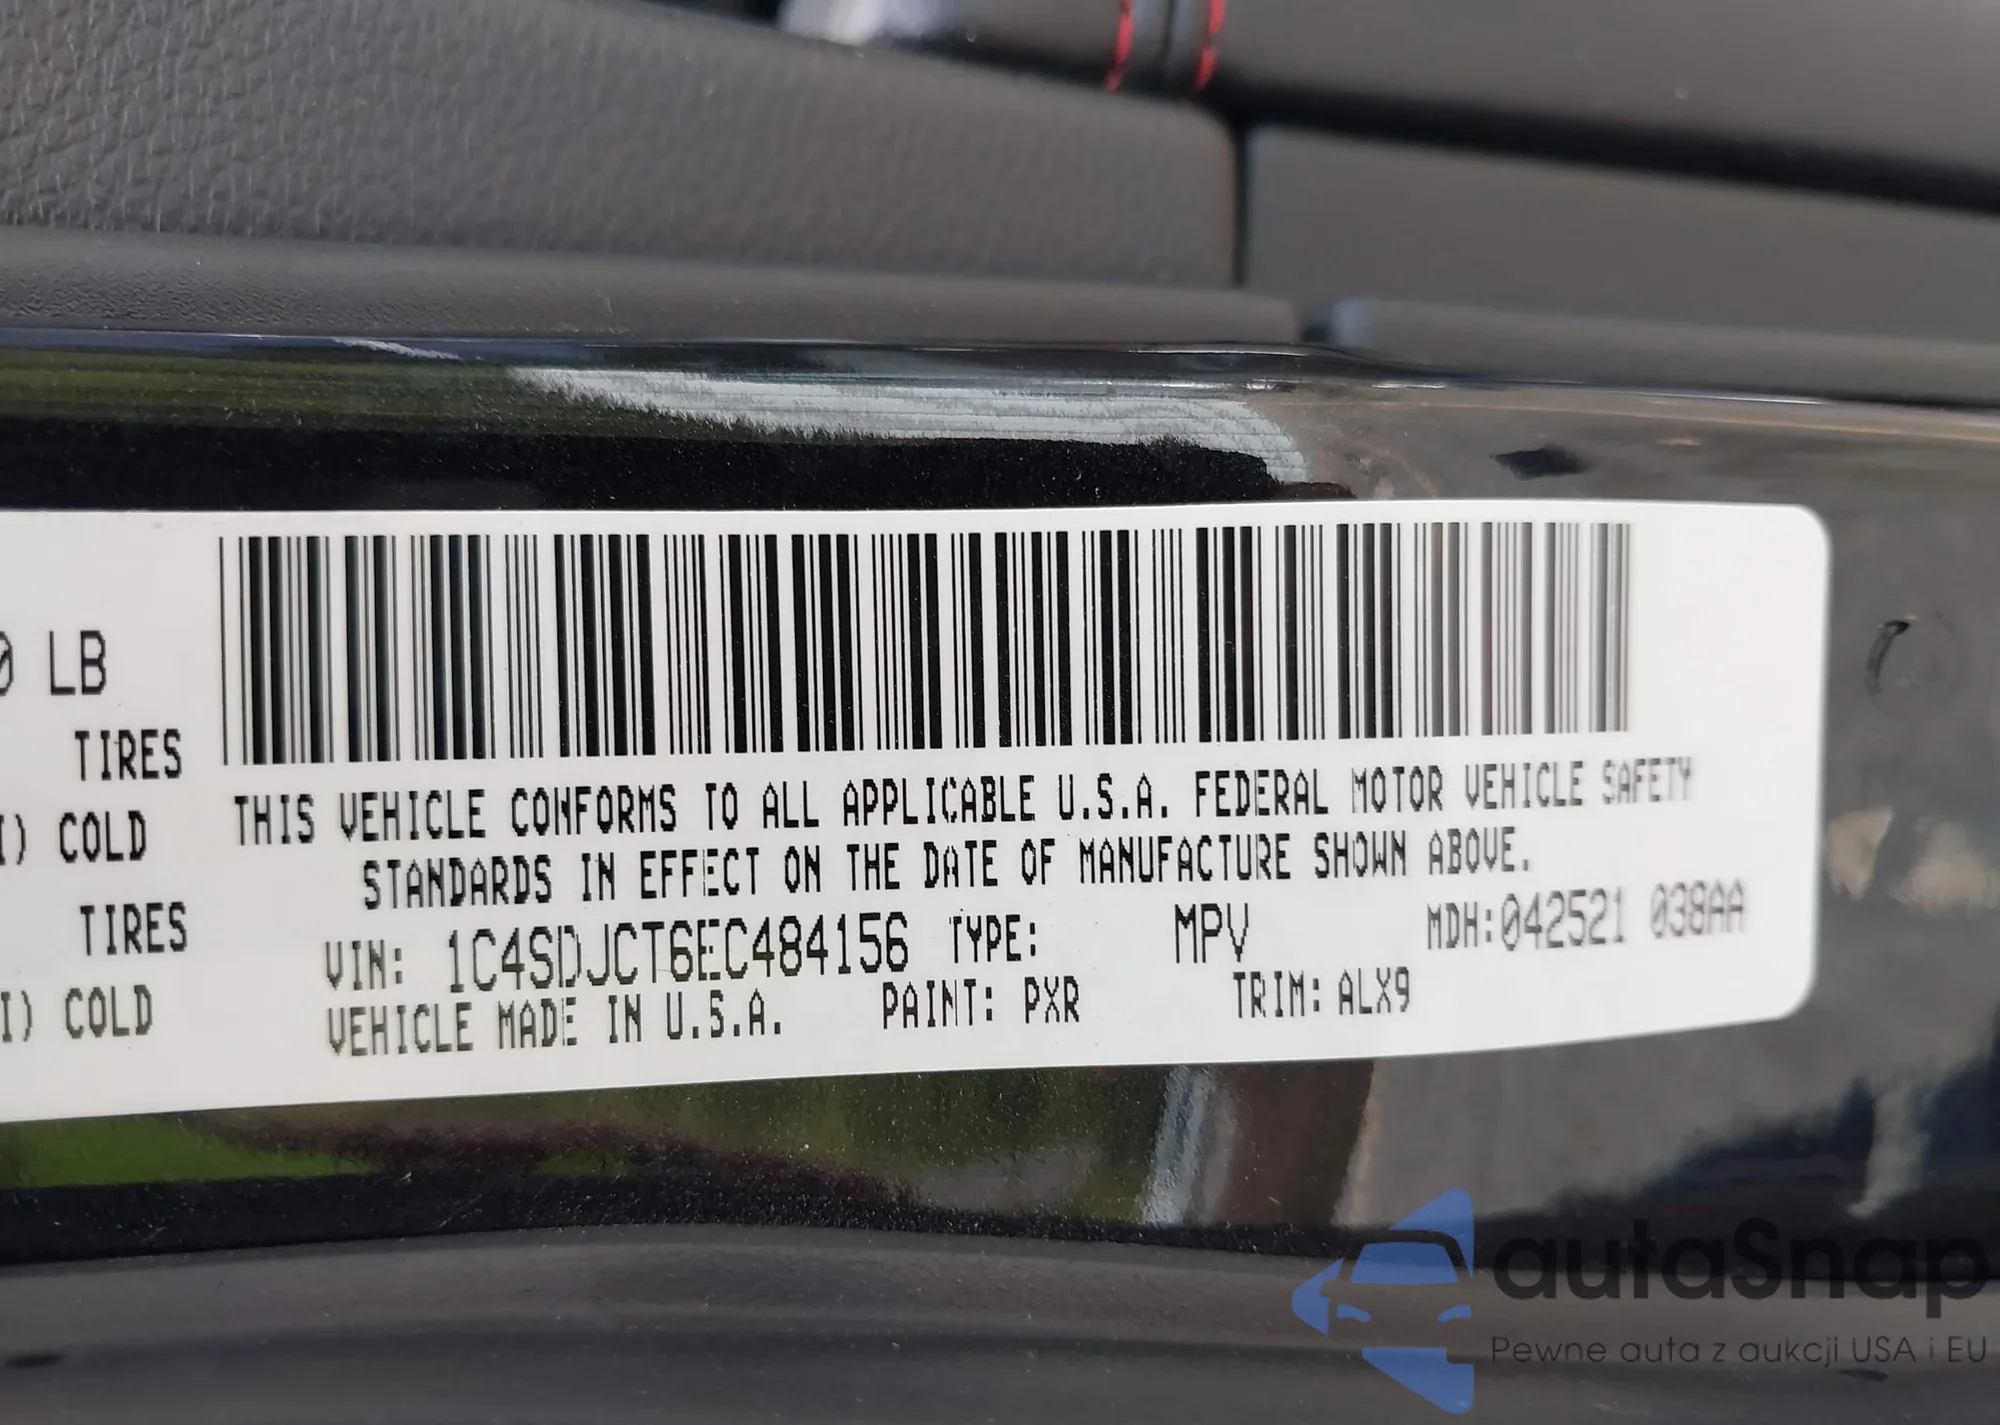 0 LB
TIRES
I) COLD
TIRES
I) COLD
THIS VEHICLE CONFORMS TO ALL APPLICABLE U.S.A. FEDERAL MOTOR VEHICLE SAFETY
STANDARDS IN EFFECT ON THE DATE OF MANUFACTURE SHOWN ABOVE.
VIN: 1C4SDJCT6EC484156 TYPE: MPV MDH:042521 038AA
VEHICLE MADE IN U.S.A. PAINT: PXR TRIM: ALX9
autaSnap
Pewne auta z aukcji USA i EU